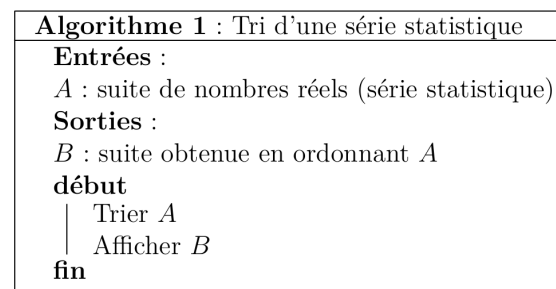 Algorithme 1 : Tri d'une série statistique
Entrées :
A : suite de nombres réels (série statistique)
Sorties :
B : suite obtenue en ordonnant A
début
Trier A
Afficher B
fin